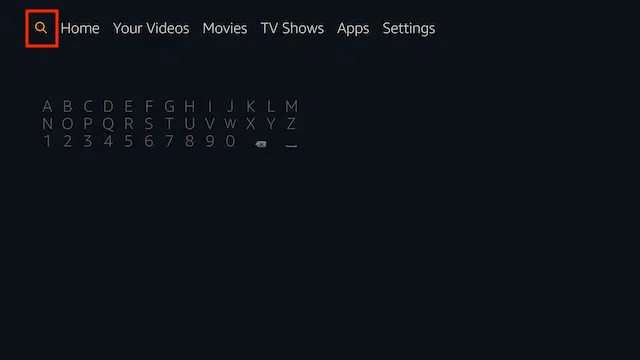 Home Your Videos Movies TV Shows Apps Settings
A B C D E F G H I J K L M
N O P Q R S T U V W X Y Z
1 2 3 4 5 6 7 8 9 0